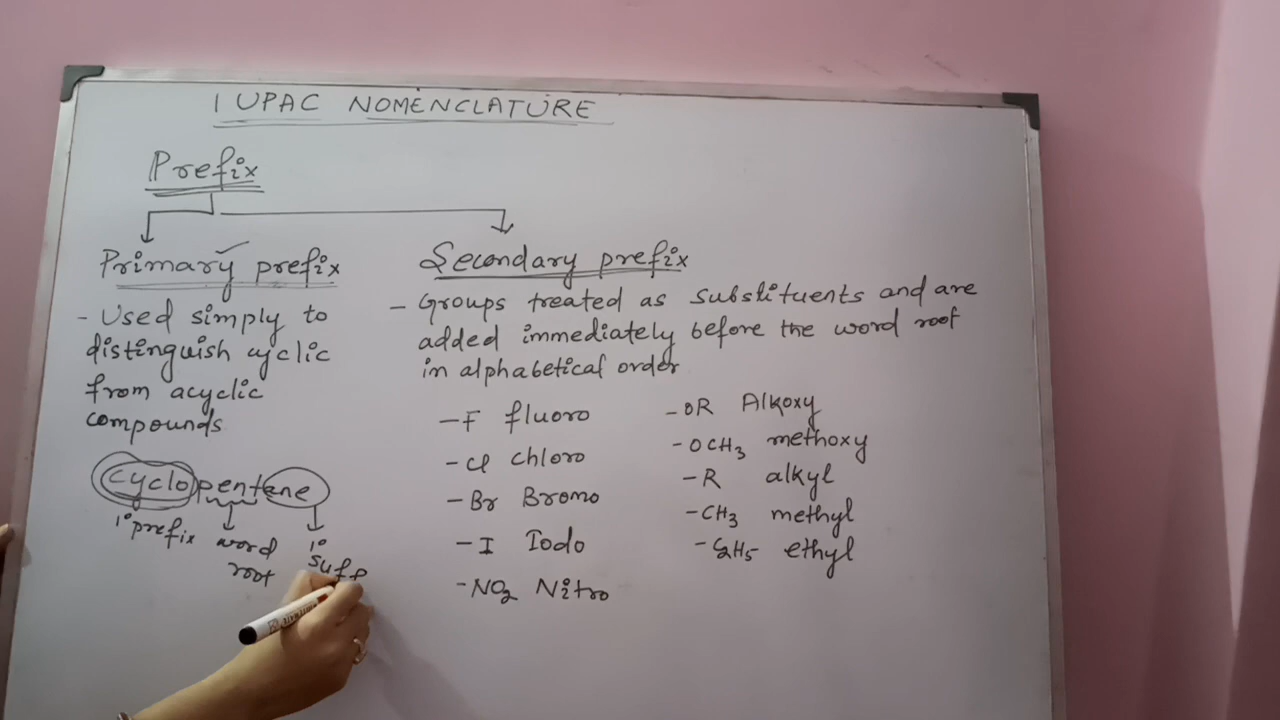 IUPAC NOMENCLATURE
Prefix
Primary prefix
- Used simply to
distinguish cyclic
from acyclic
compounds
cyclopentane
1° prefix word
root
1°
suff
Secondary prefix
- Groups treated as substituents and are
added immediately before the word root
in alphabetical order
-F fluoro
-Cl chloro
-Br Bromo
-I Iodo
-NO2 Nitro
-OR Alkoxy
-OCH3 methoxy
-R alkyl
-CH3 methyl
-C2H5 ethyl